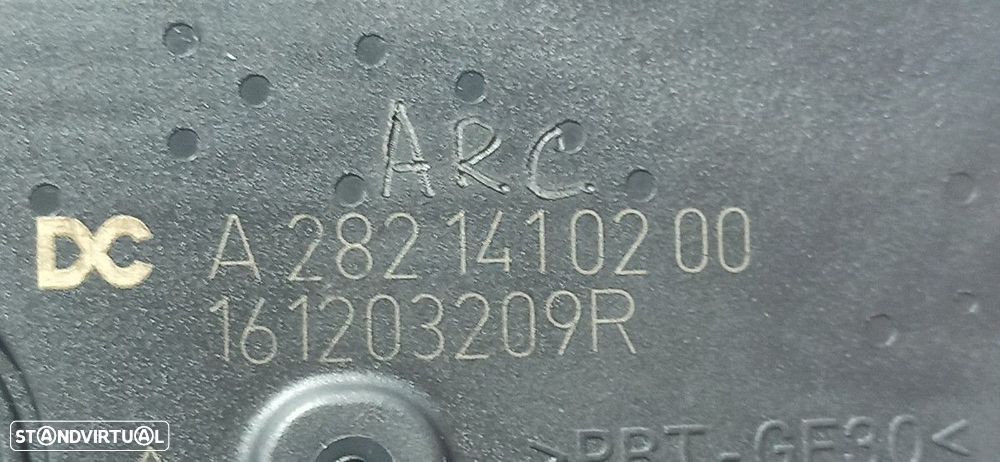 ARC
DC A 282 141 02 00
161203209R
>PBT-GF30<
STANDVIRTUAL